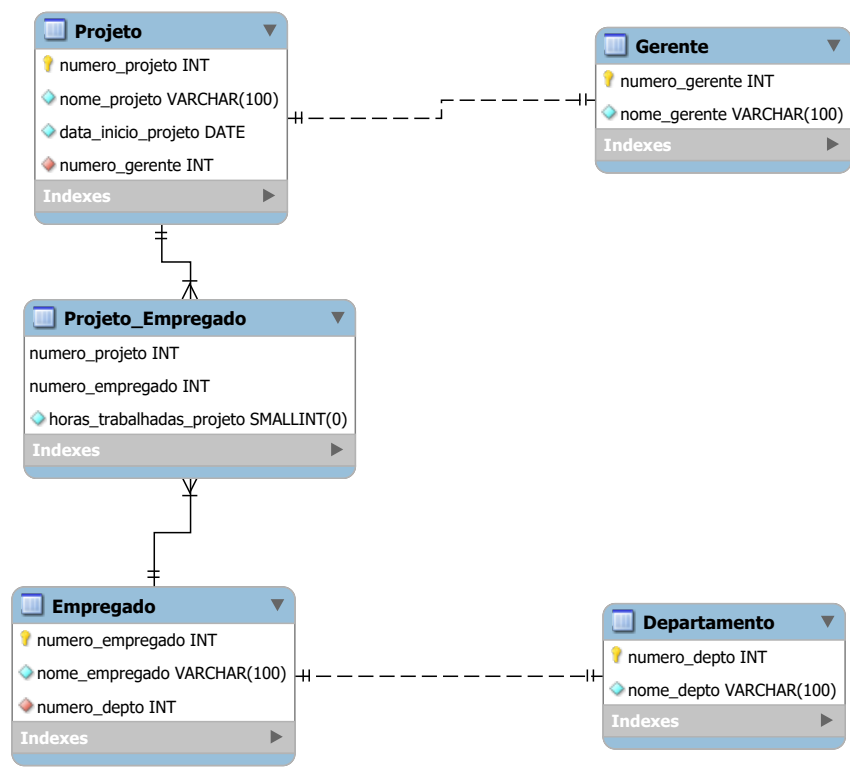 Projeto
numero_projeto INT
nome_projeto VARCHAR(100)
data_inicio_projeto DATE
numero_gerente INT
Indexes
Gerente
numero_gerente INT
nome_gerente VARCHAR(100)
Indexes
Projeto_Empregado
numero_projeto INT
numero_empregado INT
horas_trabalhadas_projeto SMALLINT(0)
Indexes
Empregado
numero_empregado INT
nome_empregado VARCHAR(100)
numero_depto INT
Indexes
Departamento
numero_depto INT
nome_depto VARCHAR(100)
Indexes